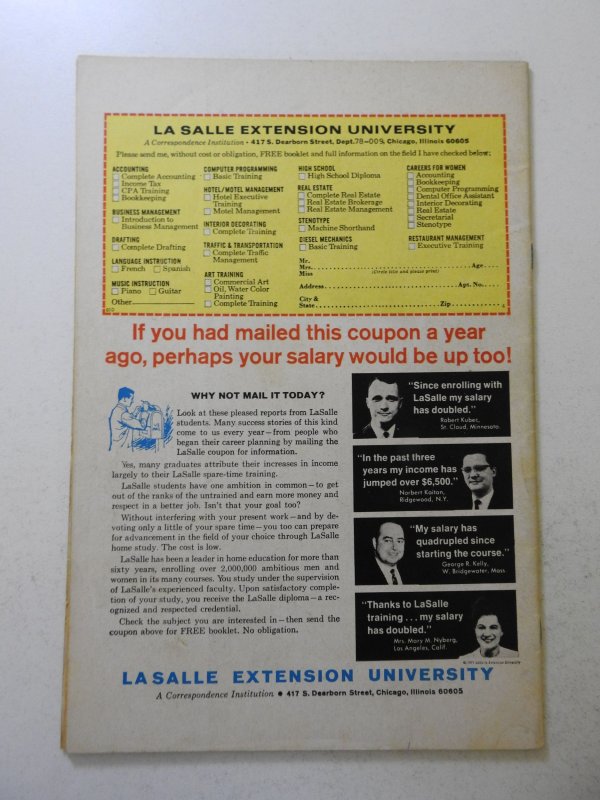 LA SALLE EXTENSION UNIVERSITY
A Correspondence Institution • 417 S. Dearborn Street, Dept. 78-009, Chicago, Illinois 60605
Please send me, without cost or obligation, FREE booklet and full information on the field I have checked below:
ACCOUNTING
Complete Accounting
Income Tax
CPA Training
Bookkeeping
BUSINESS MANAGEMENT
Introduction to
Business Management
DRAFTING
Complete Drafting
LANGUAGE INSTRUCTION
French Spanish
MUSIC INSTRUCTION
Piano Guitar
Other
COMPUTER PROGRAMMING
Basic Training
HOTEL/MOTEL MANAGEMENT
Hotel Executive
Training
Motel Management
INTERIOR DECORATING
Complete Training
TRAFFIC & TRANSPORTATION
Complete Traffic
Management
ART TRAINING
Commercial Art
Oil, Water Color
Painting
Complete Training
HIGH SCHOOL
High School Diploma
REAL ESTATE
Complete Real Estate
Real Estate Brokerage
Real Estate Management
STENOTYPE
Machine Shorthand
DIESEL MECHANICS
Basic Training
CAREERS FOR WOMEN
Accounting
Bookkeeping
Computer Programming
Dental Office Assistant
Interior Decorating
Real Estate
Secretarial
Stenotype
RESTAURANT MANAGEMENT
Executive Training
Mr.
Mrs. Age
Miss (Circle title and please print)
Address Apt. No.
City &
State Zip
If you had mailed this coupon a year
ago, perhaps your salary would be up too!
WHY NOT MAIL IT TODAY?
Look at these pleased reports from LaSalle
students. Many success stories of this kind
come to us every year—from people who
began their career planning by mailing the
LaSalle coupon for information.
Yes, many graduates attribute their increases in income
largely to their LaSalle spare-time training.
LaSalle students have one ambition in common—to get
out of the ranks of the untrained and earn more money and
respect in a better job. Isn't that your goal too?
Without interfering with your present work—and by de-
voting only a little of your spare time—you too can prepare
for advancement in the field of your choice through LaSalle
home study. The cost is low.
LaSalle has been a leader in home education for more than
sixty years, enrolling over 2,000,000 ambitious men and
women in its many courses. You study under the supervision
of LaSalle's experienced faculty. Upon satisfactory comple-
tion of your study, you receive the LaSalle diploma—a rec-
ognized and respected credential.
Check the subject you are interested in—then send the
coupon above for FREE booklet. No obligation.
"Since enrolling with
LaSalle my salary
has doubled."
Robert Kubes,
St. Cloud, Minnesota.
"In the past three
years my income has
jumped over $6,500."
Norbert Kaiton,
Ridgewood, N.Y.
"My salary has
quadrupled since
starting the course."
George R. Kelly,
W. Bridgewater, Mass.
"Thanks to LaSalle
training . . . my salary
has doubled."
Mrs. Mary M. Nyberg,
Los Angeles, Calif.
© 1971 LaSalle Extension University
LASALLE EXTENSION UNIVERSITY
A Correspondence Institution • 417 S. Dearborn Street, Chicago, Illinois 60605